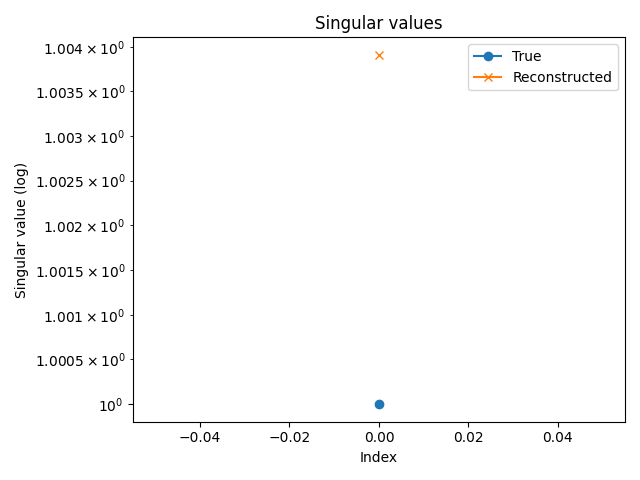 Singular values
1.004 × 10⁰
1.0035 × 10⁰
1.003 × 10⁰
1.0025 × 10⁰
1.002 × 10⁰
1.0015 × 10⁰
1.001 × 10⁰
1.0005 × 10⁰
10⁰
Singular value (log)
True
Reconstructed
−0.04 −0.02 0.00 0.02 0.04
Index